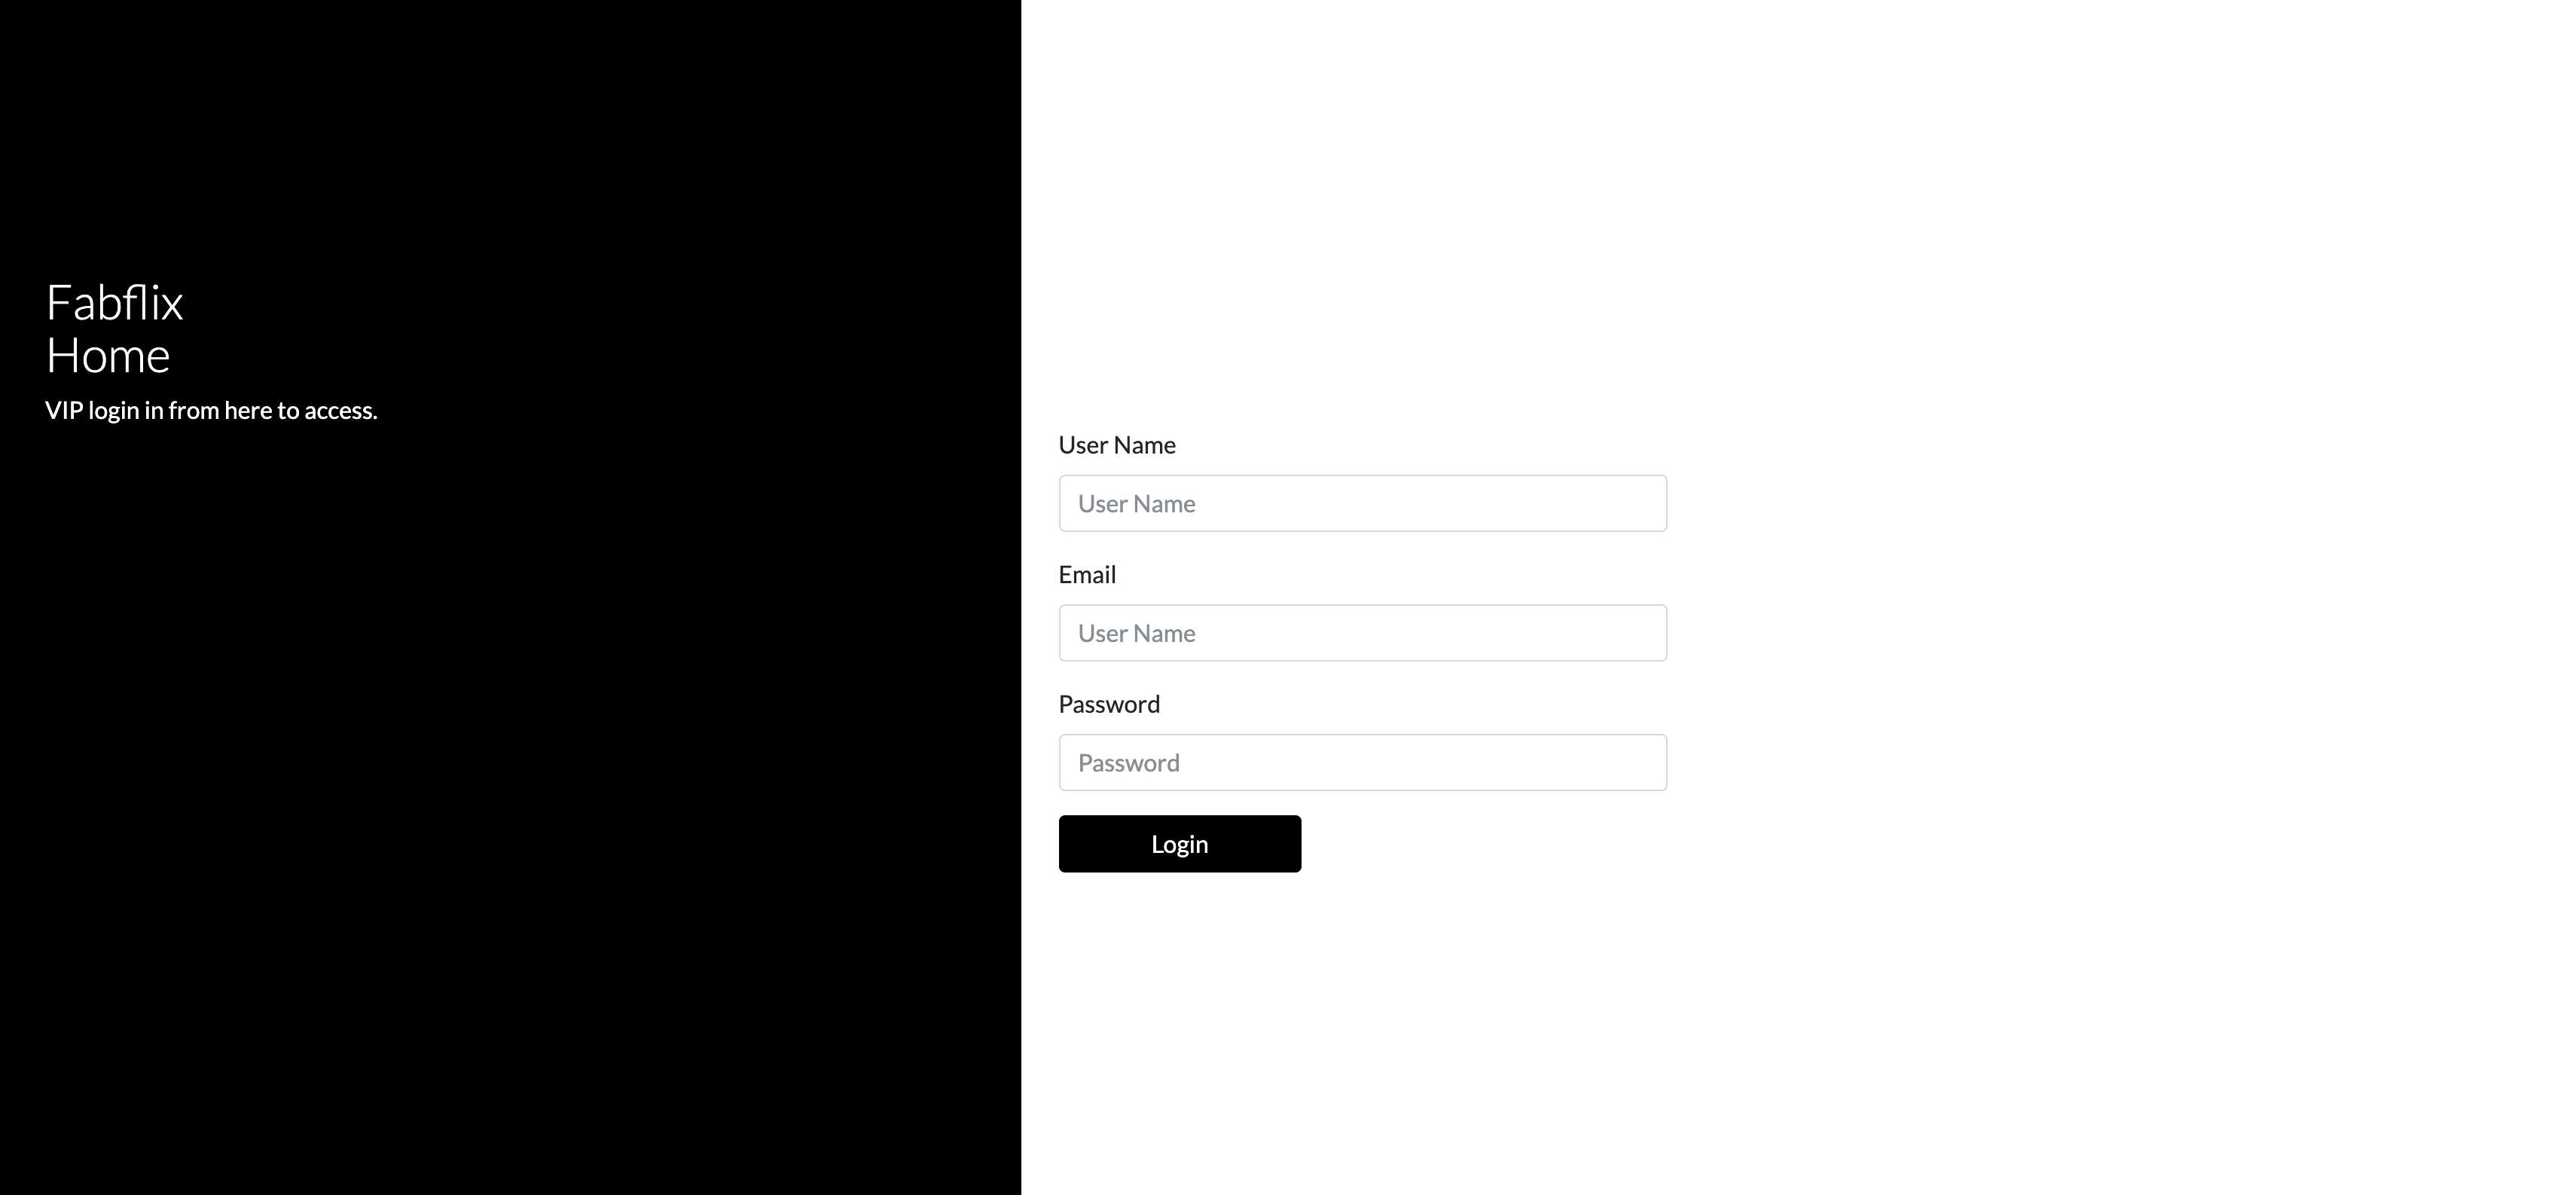 Fabflix
Home
VIP login in from here to access.
User Name
User Name
Email
User Name
Password
Password
Login